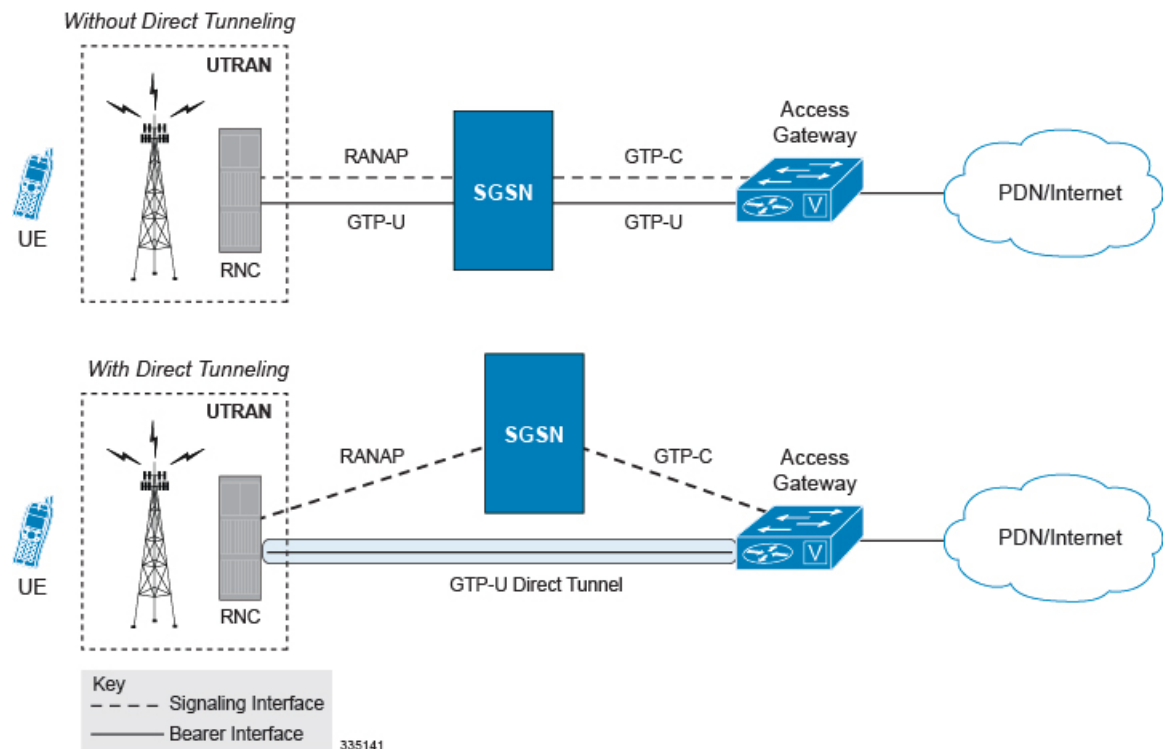 Without Direct Tunneling
UTRAN
UE
RNC
RANAP
GTP-U
SGSN
GTP-C
GTP-U
Access
Gateway
V
PDN/Internet
With Direct Tunneling
UTRAN
UE
RNC
RANAP
SGSN
GTP-C
GTP-U Direct Tunnel
Access
Gateway
V
PDN/Internet
Key
Signaling Interface
Bearer Interface
335141